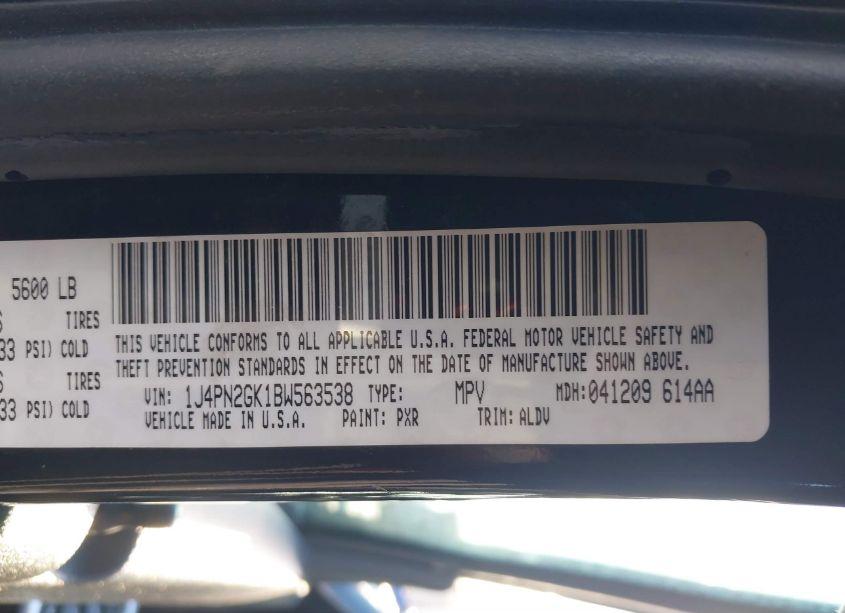 5600 LB
TIRES
33 PSI) COLD
TIRES
33 PSI) COLD
THIS VEHICLE CONFORMS TO ALL APPLICABLE U.S.A. FEDERAL MOTOR VEHICLE SAFETY AND
THEFT PREVENTION STANDARDS IN EFFECT ON THE DATE OF MANUFACTURE SHOWN ABOVE.
VIN: 1J4PN2GK1BW563538 TYPE: MPV MDH:041209 614AA
VEHICLE MADE IN U.S.A. PAINT: PXR TRIM: ALDV